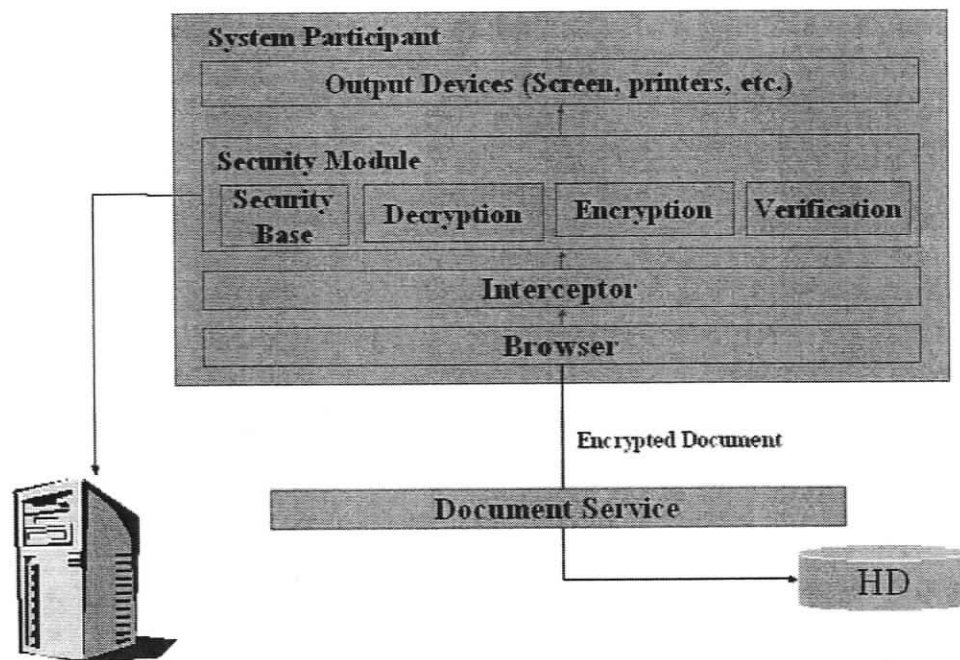 System Participant
Output Devices (Screen, printers, etc.)
Security Module
Security
Base
Decryption
Encryption
Verification
Interceptor
Browser
Encrypted Document
Document Service
HD